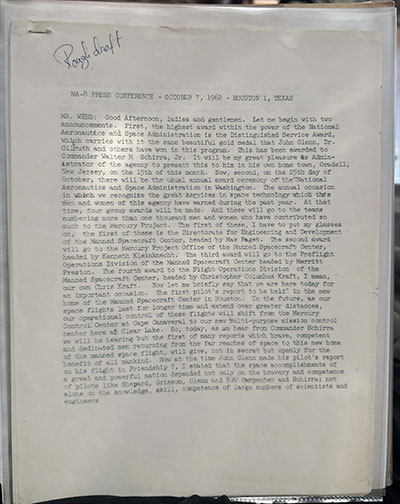 Rough draft
MA-8 PRESS CONFERENCE - OCTOBER 7, 1962 - HOUSTON 1, TEXAS
MR. WEBB: Good Afternoon, ladies and gentlemen. Let me begin with two
announcements. First, the highest award within the power of the National
Aeronautics and Space Administration is the Distinguished Service Award,
which carries with it the same beautiful gold medal that John Glenn, Dr.
Gilruth and others have won in this program. This has been awarded to
Commander Walter M. Schirra, Jr. It will be my great pleasure as Admin-
istrator of the agency to present this to him in his own home town, Oradell,
New Jersey, on the 15th of this month. Now, second, on the 25th day of
October, there will be the usual annual award ceremony of the National
Aeronautics and Space Administration in Washington. The annual occasion
in which we recognize the great services in space technology which the
men and women of this agency have earned during the past year. At that
time, four group awards will be made. And these will go to the teams
numbering more than one thousand men and women who have contributed so
much to the Mercury Project. The first of these, I have to put my glasses
on, the first of these is the Directorate for Engineering and Development
of the Manned Spacecraft Center, headed by Max Faget. The second award
will go to the Mercury Project Office of the Manned Spacecraft Center,
headed by Kenneth Kleinknecht. The third award will go to the Preflight
Operations Division of the Manned Spacecraft Center headed by Merritt
Preston. The fourth award to the Flight Operations Division of the
Manned Spacecraft Center, headed by Christopher Columbus Kraft, I mean,
our own Chris Kraft. Now let me briefly say that we are here today for
an important occasion. The first pilot's report to be held in the new
home of the Manned Spacecraft Center in Houston. In the future, as our
space flights last for longer time and extend over greater distances,
our operational control of these flights will shift from the Mercury
Control Center at Cape Canaveral to our new Multi-purpose mission control
center here at Clear Lake. So, today, as we hear from Commander Schirra
we will be hearing but the first of many reports which brave, competent
and dedicated men returning from the far reaches of space to this new home
of the manned space flight, will give, not in secret but openly for the
benefit of all mankind. Now at the time John Glenn made his pilot's report
on his flight in Friendship 7, I stated that the space accomplishments of
a great and powerful nation depended not only on the bravery and competence
of pilots like Shepard, Grissom, Glenn and Carpenter and Schirra; not
alone on the knowledge, skill, competence of large numbers of scientists and
engineers